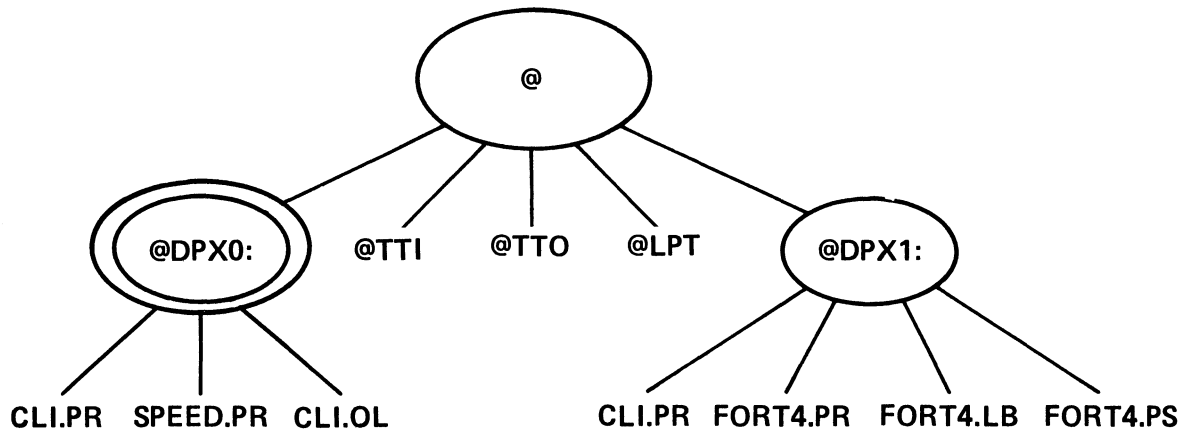 @
@DPX0: @TTI @TTO @LPT @DPX1:
CLI.PR SPEED.PR CLI.OL CLI.PR FORT4.PR FORT4.LB FORT4.PS